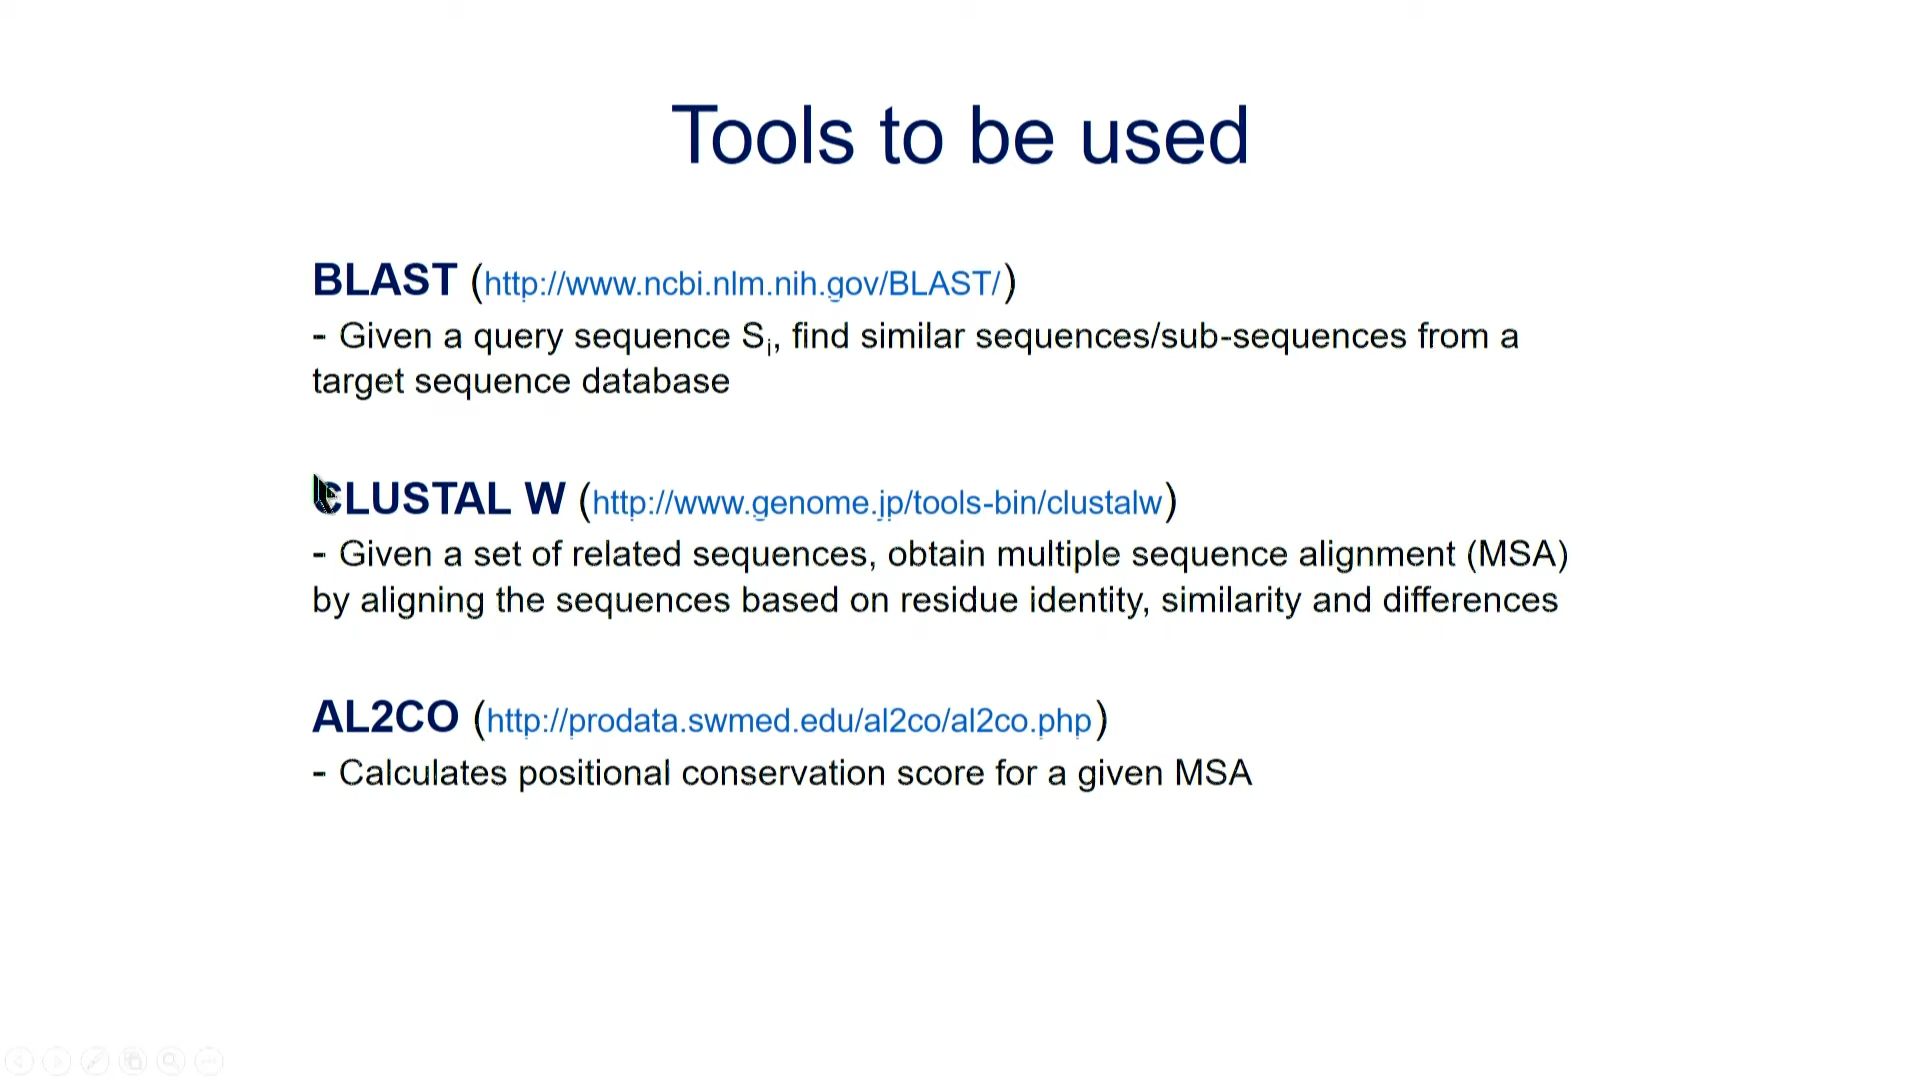 Tools to be used
BLAST (http://www.ncbi.nlm.nih.gov/BLAST/)
- Given a query sequence Si, find similar sequences/sub-sequences from a
target sequence database
CLUSTAL W (http://www.genome.jp/tools-bin/clustalw)
- Given a set of related sequences, obtain multiple sequence alignment (MSA)
by aligning the sequences based on residue identity, similarity and differences
AL2CO (http://prodata.swmed.edu/al2co/al2co.php)
- Calculates positional conservation score for a given MSA